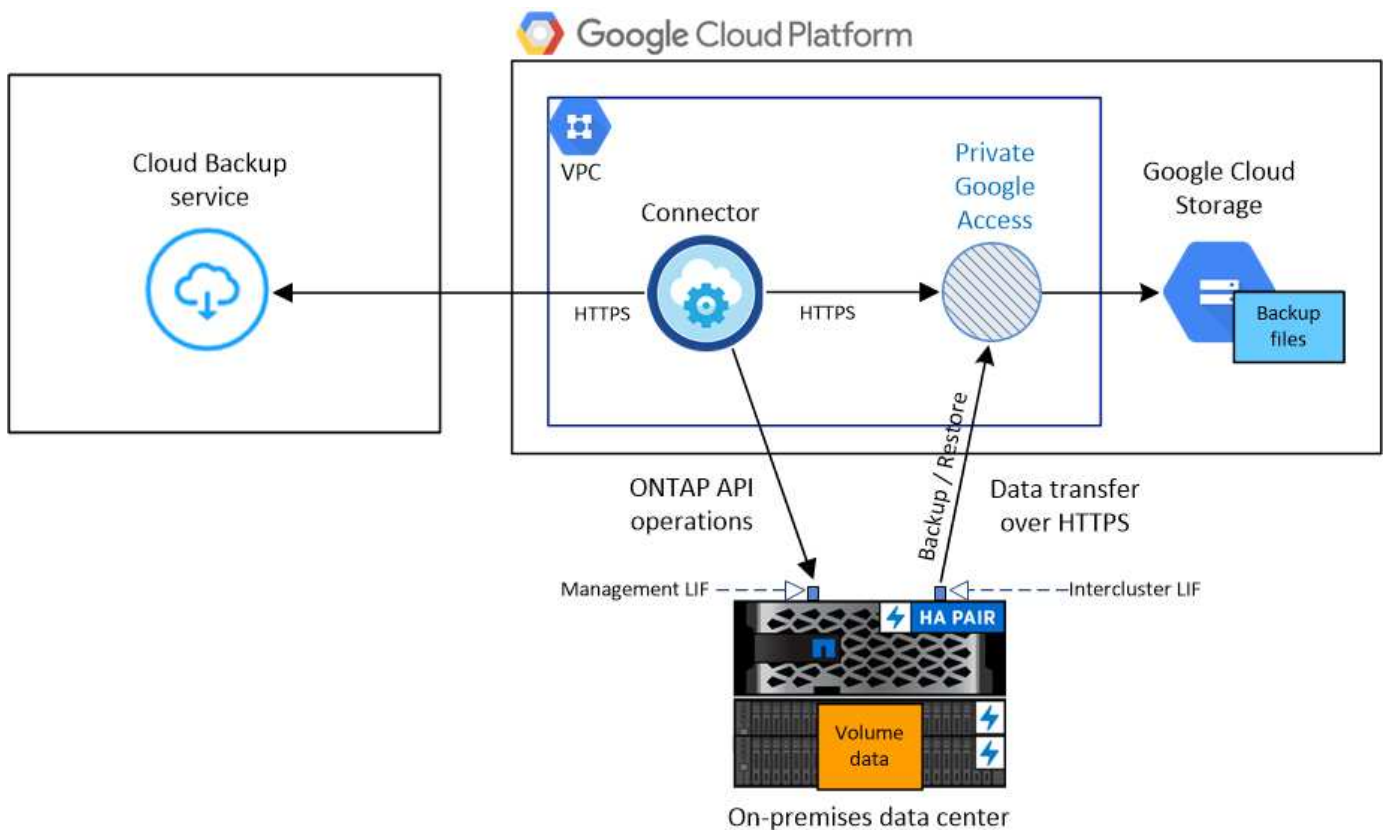 Google Cloud Platform
Cloud Backup
service
VPC
Connector
Private
Google
Access
Google Cloud
Storage
Backup
files
HTTPS
HTTPS
ONTAP API
operations
Backup / Restore
Data transfer
over HTTPS
Management LIF
Intercluster LIF
HA PAIR
Volume
data
On-premises data center